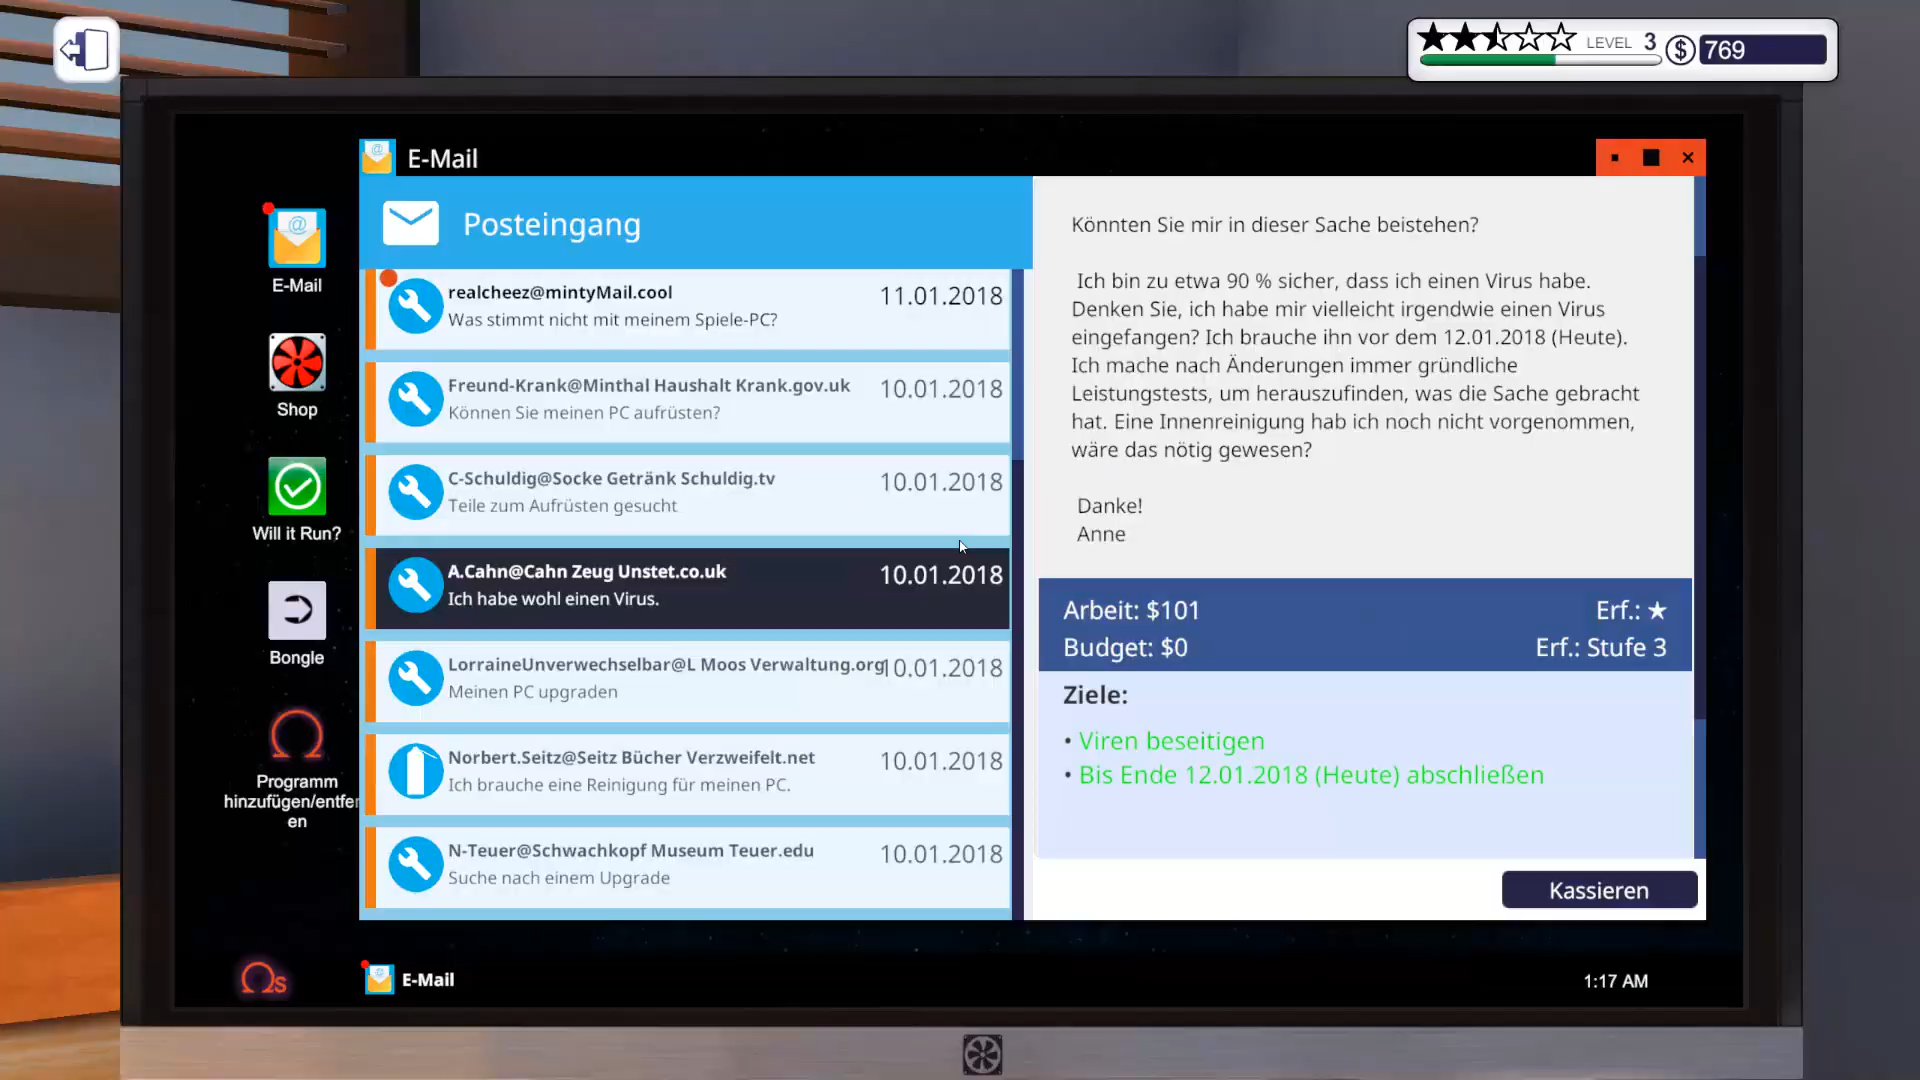 LEVEL 3
$ 769
E-Mail
Posteingang
realcheez@mintyMail.cool
11.01.2018
Was stimmt nicht mit meinem Spiele-PC?
Freund-Krank@Minthal Haushalt Krank.gov.uk
10.01.2018
Können Sie meinen PC aufrüsten?
C-Schuldig@Socke Getränk Schuldig.tv
10.01.2018
Teile zum Aufrüsten gesucht
A.Cahn@Cahn Zeug Unstet.co.uk
10.01.2018
Ich habe wohl einen Virus.
LorraineUnverwechselbar@L Moos Verwaltung.org
10.01.2018
Meinen PC upgraden
Norbert.Seitz@Seitz Bücher Verzweifelt.net
10.01.2018
Ich brauche eine Reinigung für meinen PC.
N-Teuer@Schwachkopf Museum Teuer.edu
10.01.2018
Suche nach einem Upgrade
Könnten Sie mir in dieser Sache beistehen?
Ich bin zu etwa 90 % sicher, dass ich einen Virus habe.
Denken Sie, ich habe mir vielleicht irgendwie einen Virus
eingefangen? Ich brauche ihn vor dem 12.01.2018 (Heute).
Ich mache nach Änderungen immer gründliche
Leistungstests, um herauszufinden, was die Sache gebracht
hat. Eine Innenreinigung hab ich noch nicht vorgenommen,
wäre das nötig gewesen?
Danke!
Anne
Arbeit: $101
Erf.: ★
Budget: $0
Erf.: Stufe 3
Ziele:
• Viren beseitigen
• Bis Ende 12.01.2018 (Heute) abschließen
Kassieren
E-Mail
Shop
Will it Run?
Bongle
Programm
hinzufügen/entfer
en
Ωs
E-Mail
1:17 AM